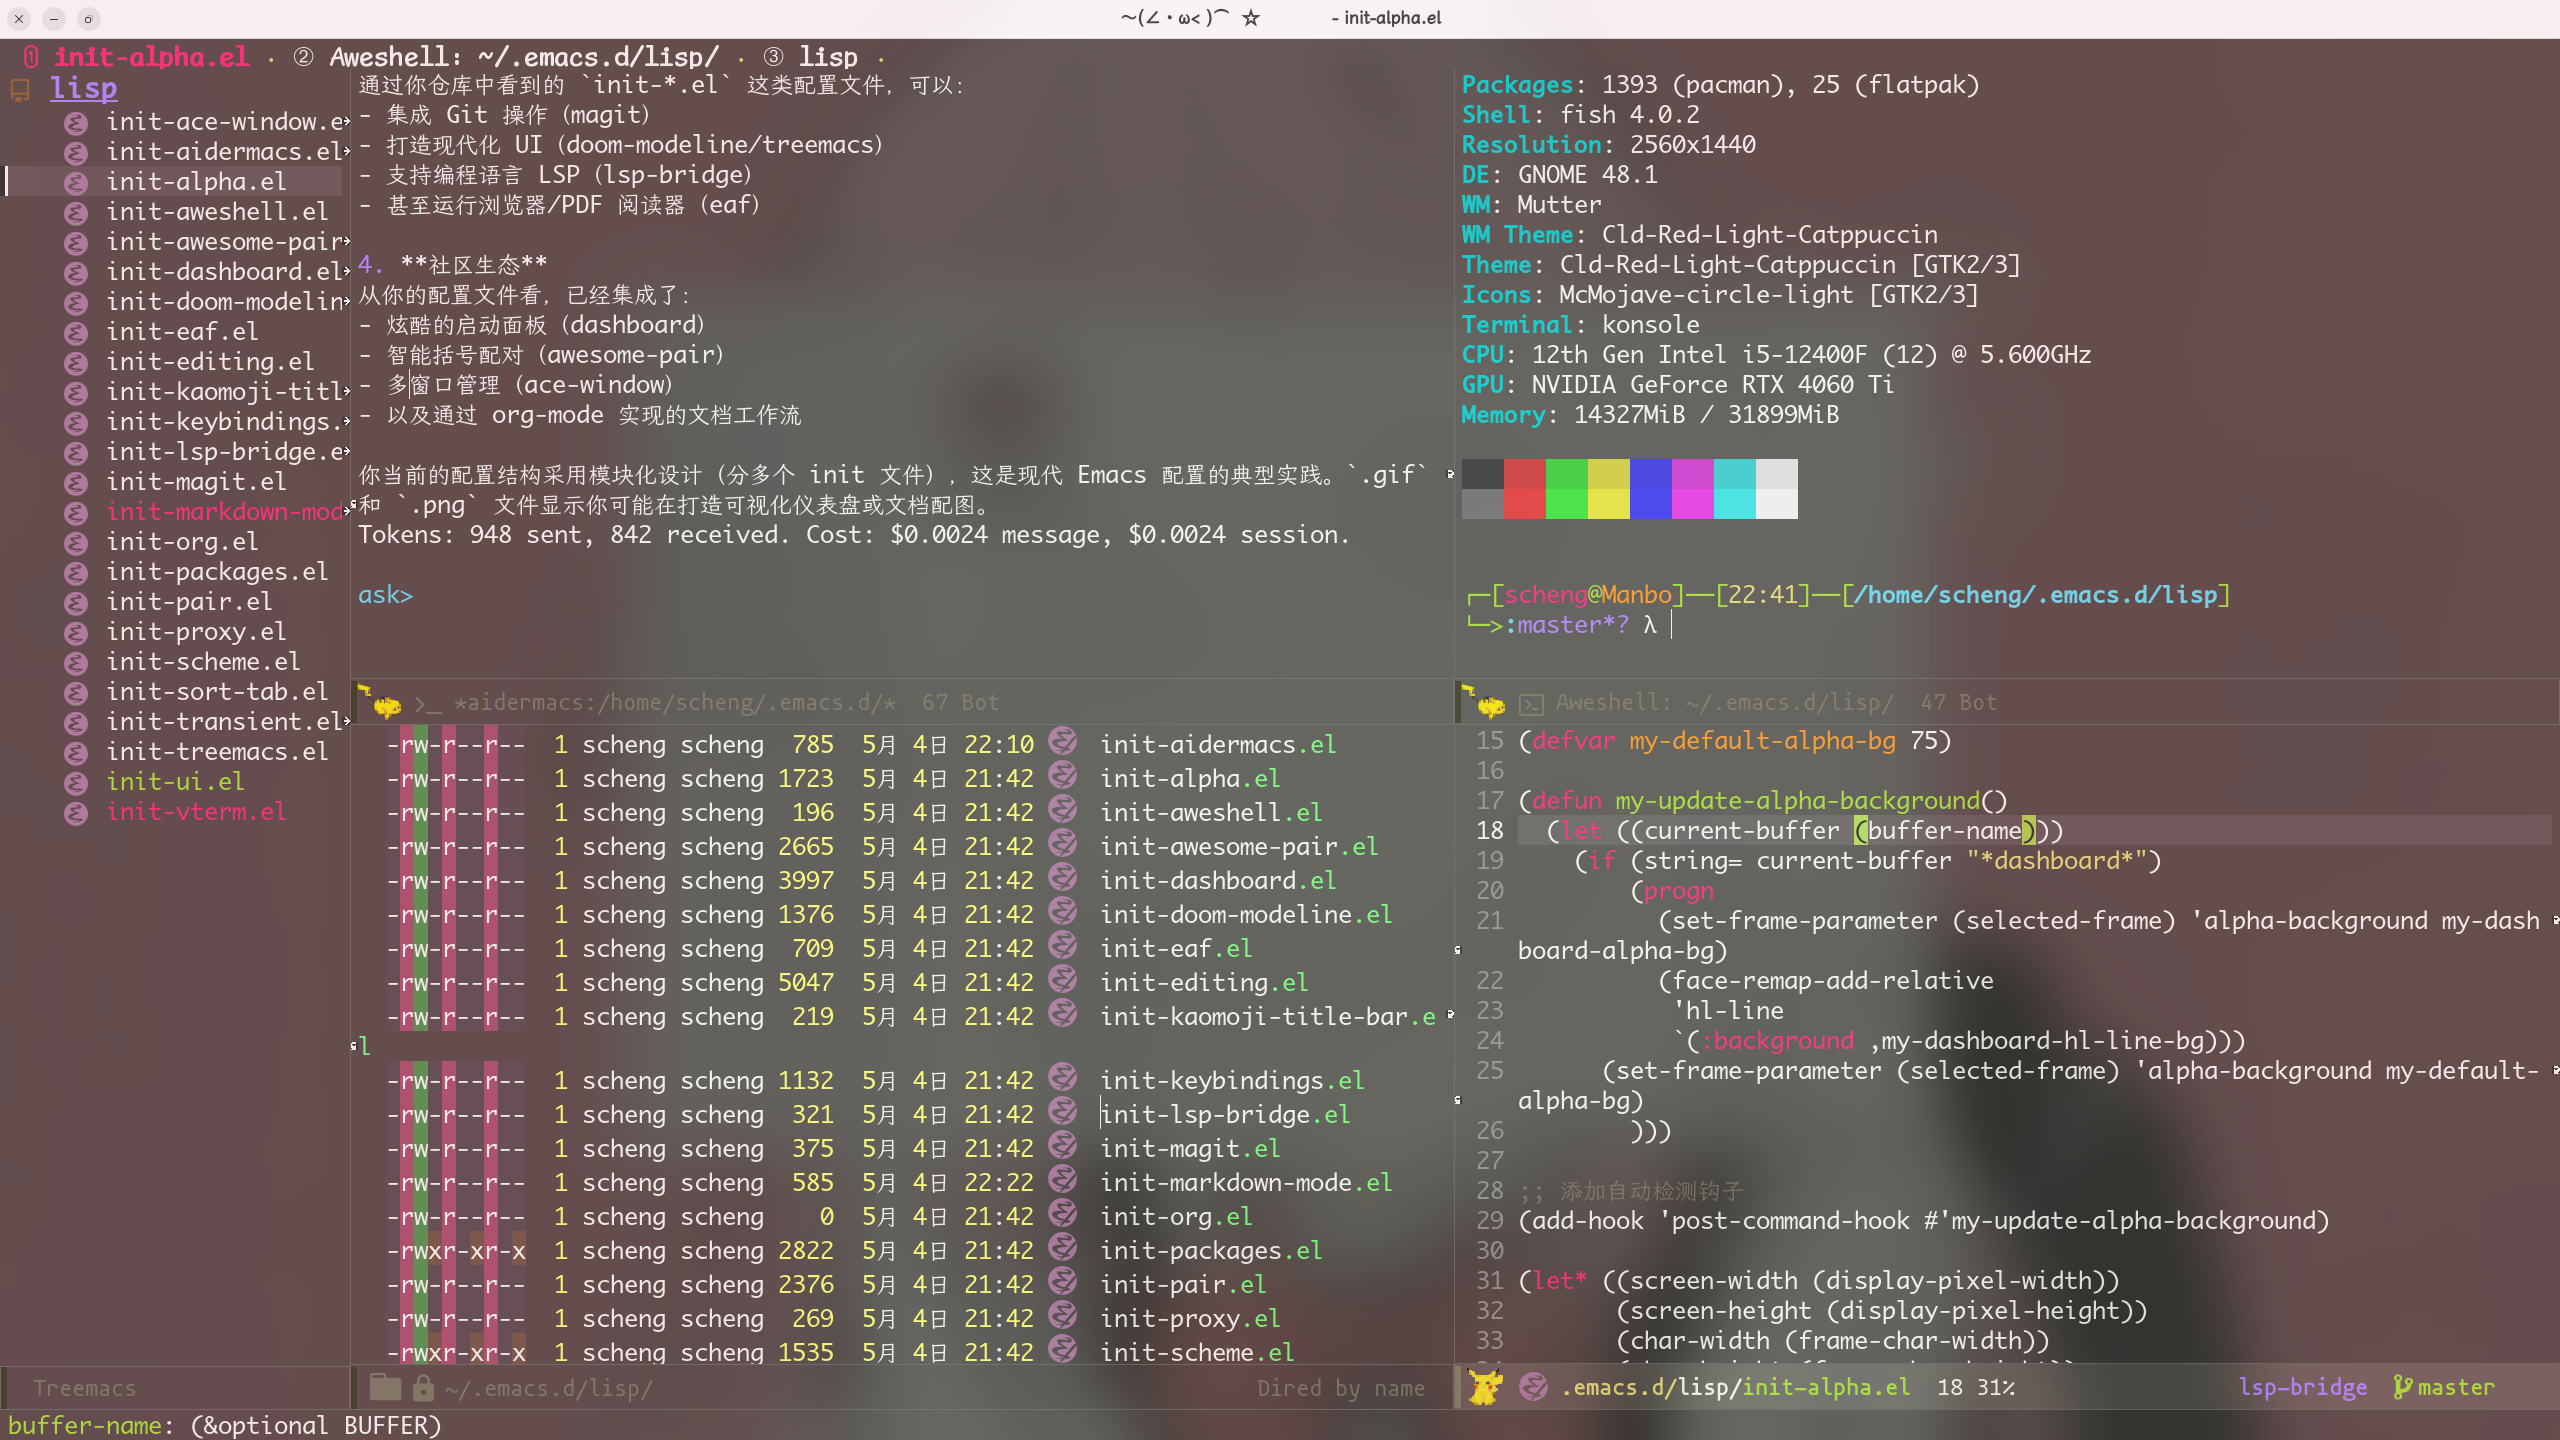 ～(∠・ω< )⌒ ☆ - init-alpha.el
① init-alpha.el · ② Aweshell: ~/.emacs.d/lisp/ · ③ lisp ·
lisp
init-ace-window.e
init-aidermacs.el
init-alpha.el
init-aweshell.el
init-awesome-pair
init-dashboard.el
init-doom-modelin
init-eaf.el
init-editing.el
init-kaomoji-titl
init-keybindings.
init-lsp-bridge.e
init-magit.el
init-markdown-mod
init-org.el
init-packages.el
init-pair.el
init-proxy.el
init-scheme.el
init-sort-tab.el
init-transient.el
init-treemacs.el
init-ui.el
init-vterm.el
Treemacs
通过你仓库中看到的 `init-*.el` 这类配置文件，可以：
- 集成 Git 操作（magit）
- 打造现代化 UI（doom-modeline/treemacs）
- 支持编程语言 LSP（lsp-bridge）
- 甚至运行浏览器/PDF 阅读器（eaf）
4. **社区生态**
从你的配置文件看，已经集成了：
- 炫酷的启动面板（dashboard）
- 智能括号配对（awesome-pair）
- 多窗口管理（ace-window）
- 以及通过 org-mode 实现的文档工作流
你当前的配置结构采用模块化设计（分多个 init 文件），这是现代 Emacs 配置的典型实践。`.gif`
和 `.png` 文件显示你可能在打造可视化仪表盘或文档配图。
Tokens: 948 sent, 842 received. Cost: $0.0024 message, $0.0024 session.
ask>
>_ *aidermacs:/home/scheng/.emacs.d/* 67 Bot
Packages: 1393 (pacman), 25 (flatpak)
Shell: fish 4.0.2
Resolution: 2560x1440
DE: GNOME 48.1
WM: Mutter
WM Theme: Cld-Red-Light-Catppuccin
Theme: Cld-Red-Light-Catppuccin [GTK2/3]
Icons: McMojave-circle-light [GTK2/3]
Terminal: konsole
CPU: 12th Gen Intel i5-12400F (12) @ 5.600GHz
GPU: NVIDIA GeForce RTX 4060 Ti
Memory: 14327MiB / 31899MiB
┌─[scheng@Manbo]──[22:41]──[/home/scheng/.emacs.d/lisp]
└─>:master*? λ
Aweshell: ~/.emacs.d/lisp/ 47 Bot
-rw-r--r-- 1 scheng scheng 785 5月 4日 22:10 init-aidermacs.el
-rw-r--r-- 1 scheng scheng 1723 5月 4日 21:42 init-alpha.el
-rw-r--r-- 1 scheng scheng 196 5月 4日 21:42 init-aweshell.el
-rw-r--r-- 1 scheng scheng 2665 5月 4日 21:42 init-awesome-pair.el
-rw-r--r-- 1 scheng scheng 3997 5月 4日 21:42 init-dashboard.el
-rw-r--r-- 1 scheng scheng 1376 5月 4日 21:42 init-doom-modeline.el
-rw-r--r-- 1 scheng scheng 709 5月 4日 21:42 init-eaf.el
-rw-r--r-- 1 scheng scheng 5047 5月 4日 21:42 init-editing.el
-rw-r--r-- 1 scheng scheng 219 5月 4日 21:42 init-kaomoji-title-bar.e
l
-rw-r--r-- 1 scheng scheng 1132 5月 4日 21:42 init-keybindings.el
-rw-r--r-- 1 scheng scheng 321 5月 4日 21:42 init-lsp-bridge.el
-rw-r--r-- 1 scheng scheng 375 5月 4日 21:42 init-magit.el
-rw-r--r-- 1 scheng scheng 585 5月 4日 22:22 init-markdown-mode.el
-rw-r--r-- 1 scheng scheng 0 5月 4日 21:42 init-org.el
-rwxr-xr-x 1 scheng scheng 2822 5月 4日 21:42 init-packages.el
-rw-r--r-- 1 scheng scheng 2376 5月 4日 21:42 init-pair.el
-rw-r--r-- 1 scheng scheng 269 5月 4日 21:42 init-proxy.el
-rwxr-xr-x 1 scheng scheng 1535 5月 4日 21:42 init-scheme.el
~/.emacs.d/lisp/ Dired by name
15 (defvar my-default-alpha-bg 75)
16
17 (defun my-update-alpha-background()
18 (let ((current-buffer (buffer-name)))
19 (if (string= current-buffer "*dashboard*")
20 (progn
21 (set-frame-parameter (selected-frame) 'alpha-background my-dash
board-alpha-bg)
22 (face-remap-add-relative
23 'hl-line
24 `(:background ,my-dashboard-hl-line-bg)))
25 (set-frame-parameter (selected-frame) 'alpha-background my-default-
alpha-bg)
26 )))
27
28 ;; 添加自动检测钩子
29 (add-hook 'post-command-hook #'my-update-alpha-background)
30
31 (let* ((screen-width (display-pixel-width))
32 (screen-height (display-pixel-height))
33 (char-width (frame-char-width))
.emacs.d/lisp/init-alpha.el 18 31% lsp-bridge master
buffer-name: (&optional BUFFER)